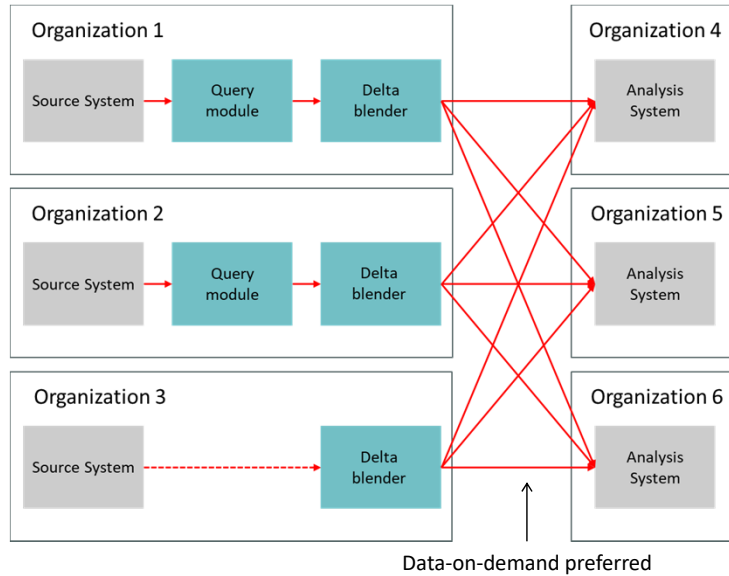 Organization 1
Source System
Query
module
Delta
blender
Organization 4
Analysis
System
Organization 2
Source System
Query
module
Delta
blender
Organization 5
Analysis
System
Organization 3
Source System
Delta
blender
Organization 6
Analysis
System
Data-on-demand preferred